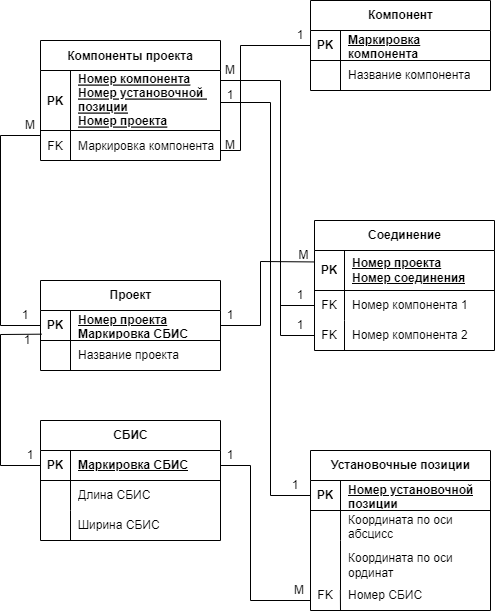 Компонент
PK
Маркировка
компонента
Название компонента
1
Компоненты проекта
PK
Номер компонента
Номер установочной
позиции
Номер проекта
FK
Маркировка компонента
M
1
M
M
Соединение
PK
Номер проекта
Номер соединения
FK
Номер компонента 1
FK
Номер компонента 2
M
1
1
Проект
PK
Номер проекта
Маркировка СБИС
Название проекта
1
1
1
СБИС
PK
Маркировка СБИС
Длина СБИС
Ширина СБИС
1
1
Установочные позиции
PK
Номер установочной
позиции
Координата по оси
абсцисс
Координата по оси
ординат
FK
Номер СБИС
1
M